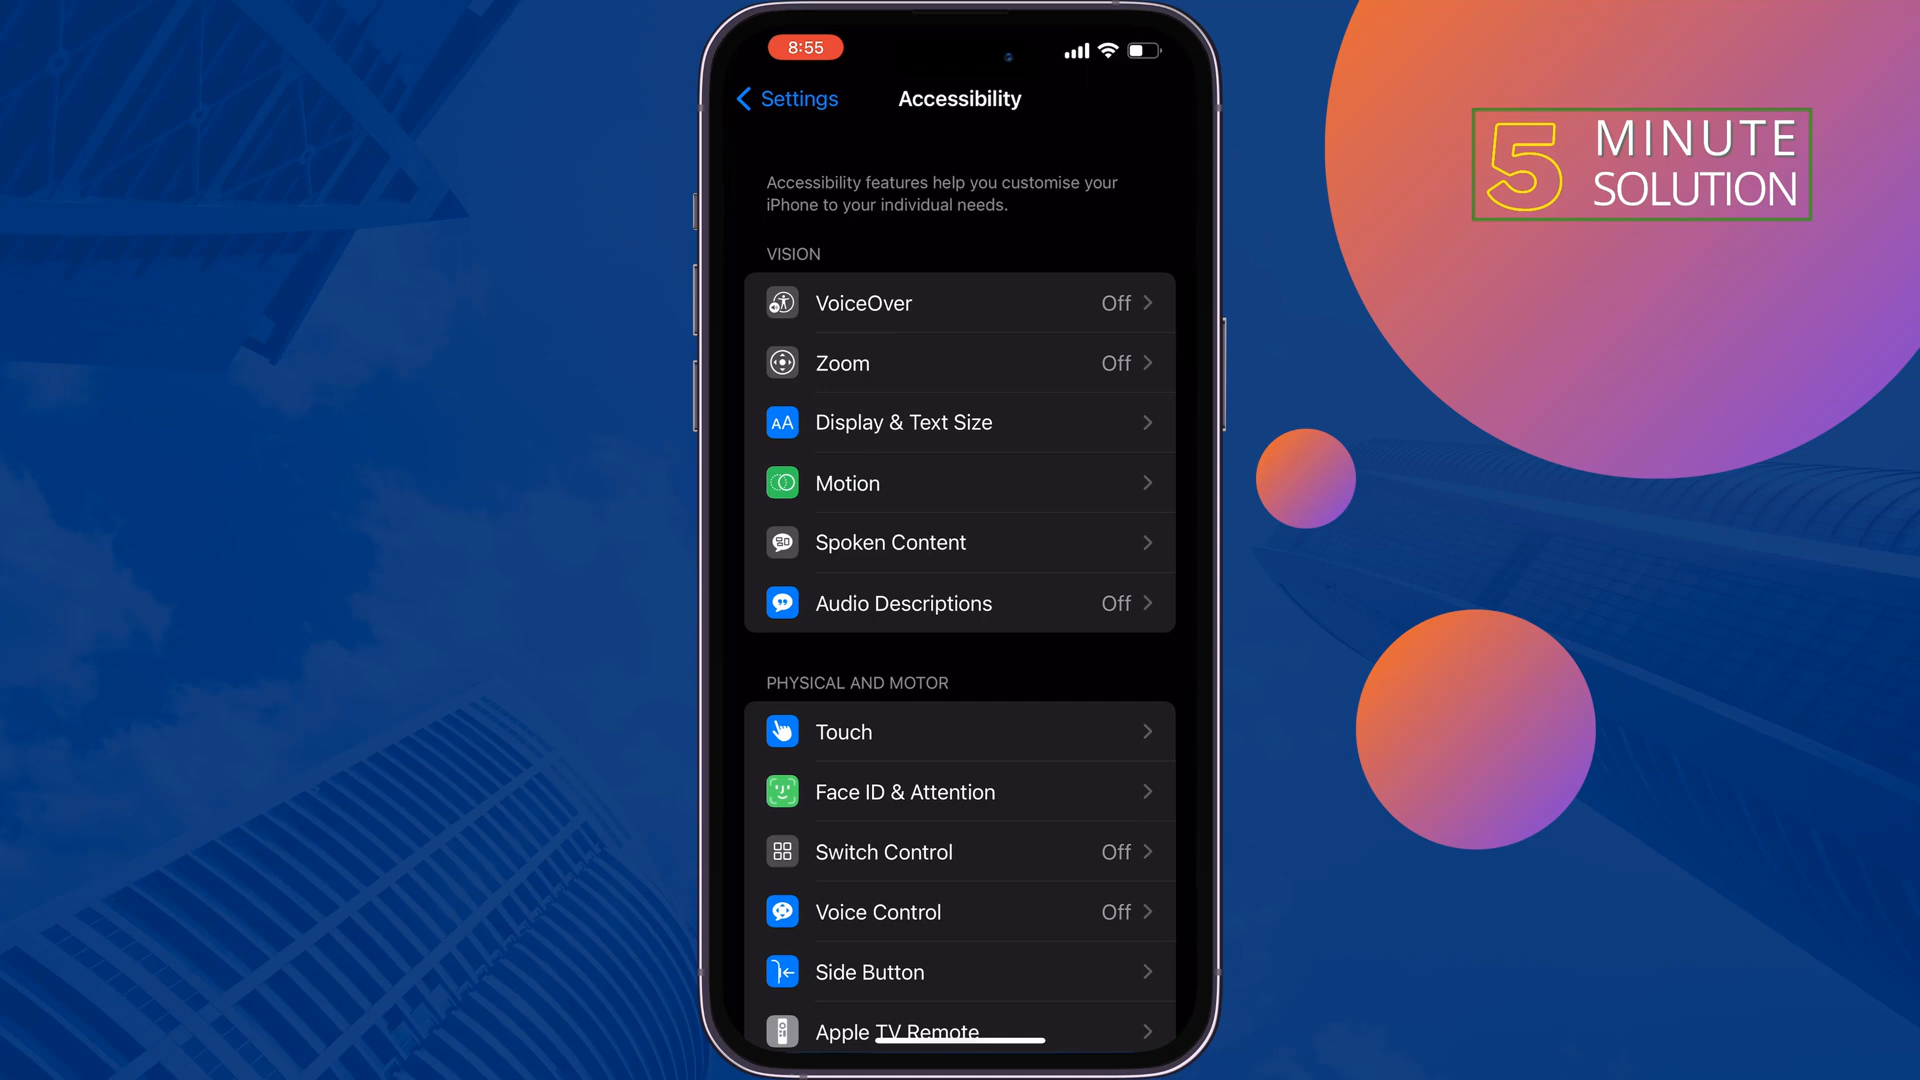 8:55
Settings
Accessibility
5 MINUTE
SOLUTION
Accessibility features help you customise your
iPhone to your individual needs.
VISION
VoiceOver Off
Zoom Off
AA Display & Text Size
Motion
Spoken Content
Audio Descriptions Off
PHYSICAL AND MOTOR
Touch
Face ID & Attention
Switch Control Off
Voice Control Off
Side Button
Apple TV Remote